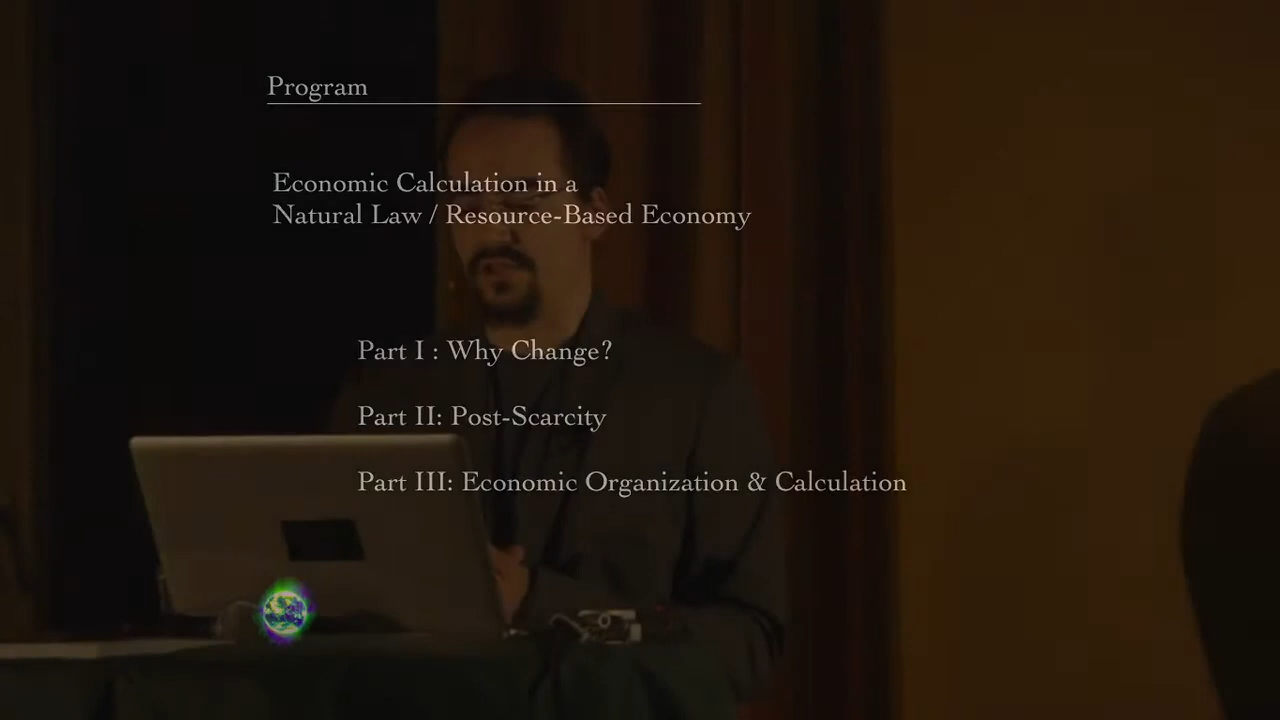 Program
Economic Calculation in a
Natural Law / Resource-Based Economy
Part I : Why Change?
Part II: Post-Scarcity
Part III: Economic Organization & Calculation